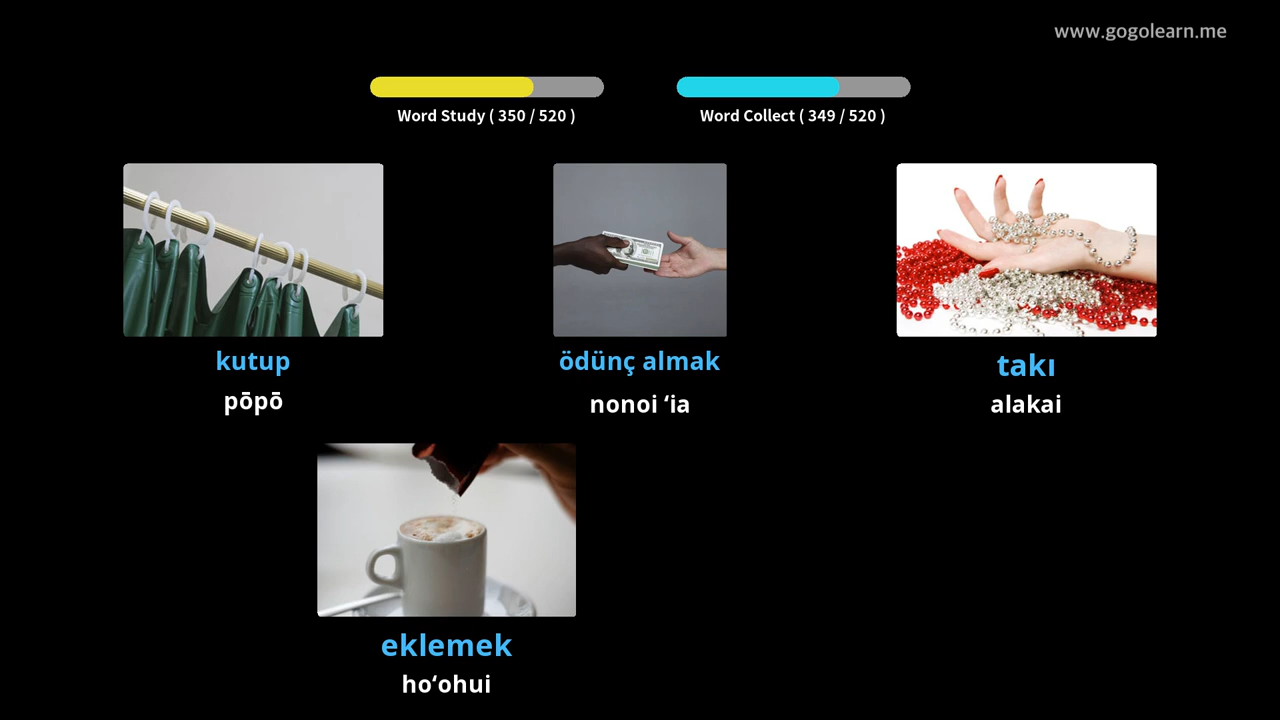 www.gogolearn.me
Word Study ( 350 / 520 )
Word Collect ( 349 / 520 )
kutup
pōpō
ödünç almak
nonoi ʻia
takı
alakai
eklemek
hoʻohui